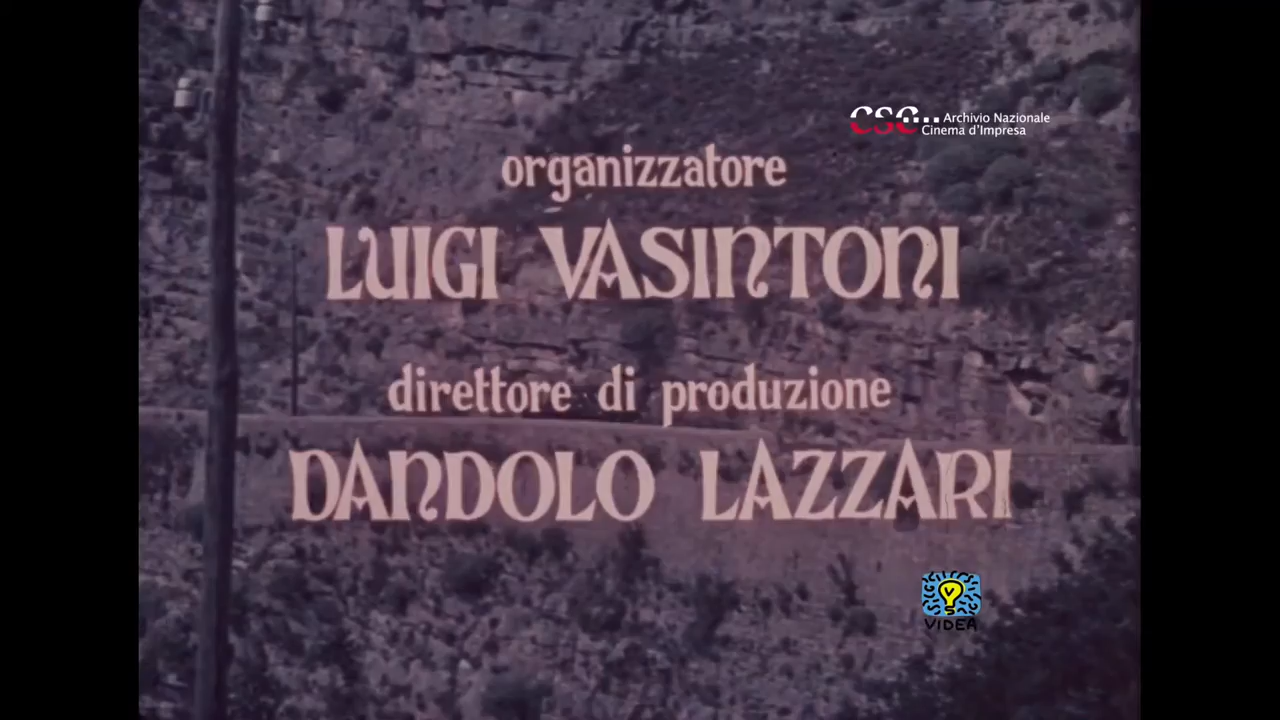 CSC Archivio Nazionale
Cinema d'Impresa
organizzatore
LUIGI VASINTONI
direttore di produzione
DANDOLO LAZZARI
VIDEA